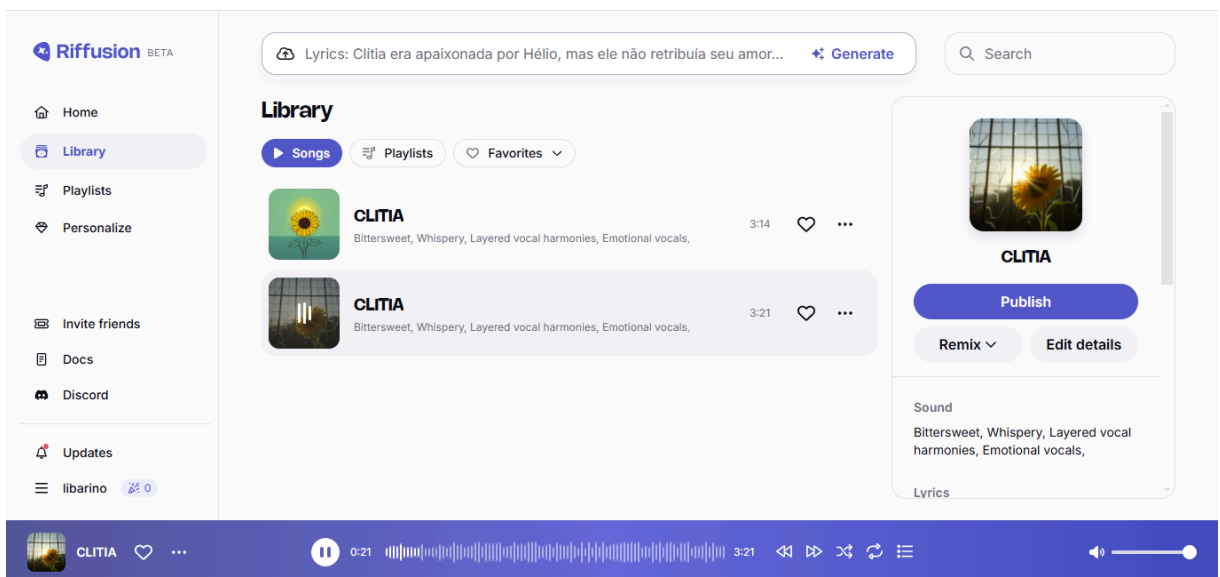 Riffusion BETA
Lyrics: Clítia era apaixonada por Hélio, mas ele não retribuía seu amor...
Generate
Search
Home
Library
Playlists
Personalize
Invite friends
Docs
Discord
Updates
libarino 0
Library
Songs
Playlists
Favorites
CLITIA
Bittersweet, Whispery, Layered vocal harmonies, Emotional vocals,
3:14
CLITIA
Bittersweet, Whispery, Layered vocal harmonies, Emotional vocals,
3:21
CLITIA
Publish
Remix
Edit details
Sound
Bittersweet, Whispery, Layered vocal
harmonies, Emotional vocals,
Lyrics
CLITIA
0:21
3:21